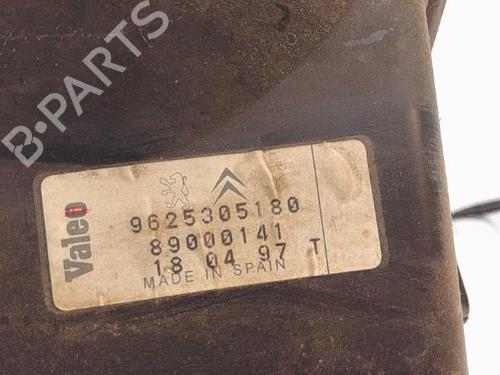 B-PARTS
Valeo
9625305180
89000141
18 04 97 T
MADE IN SPAIN